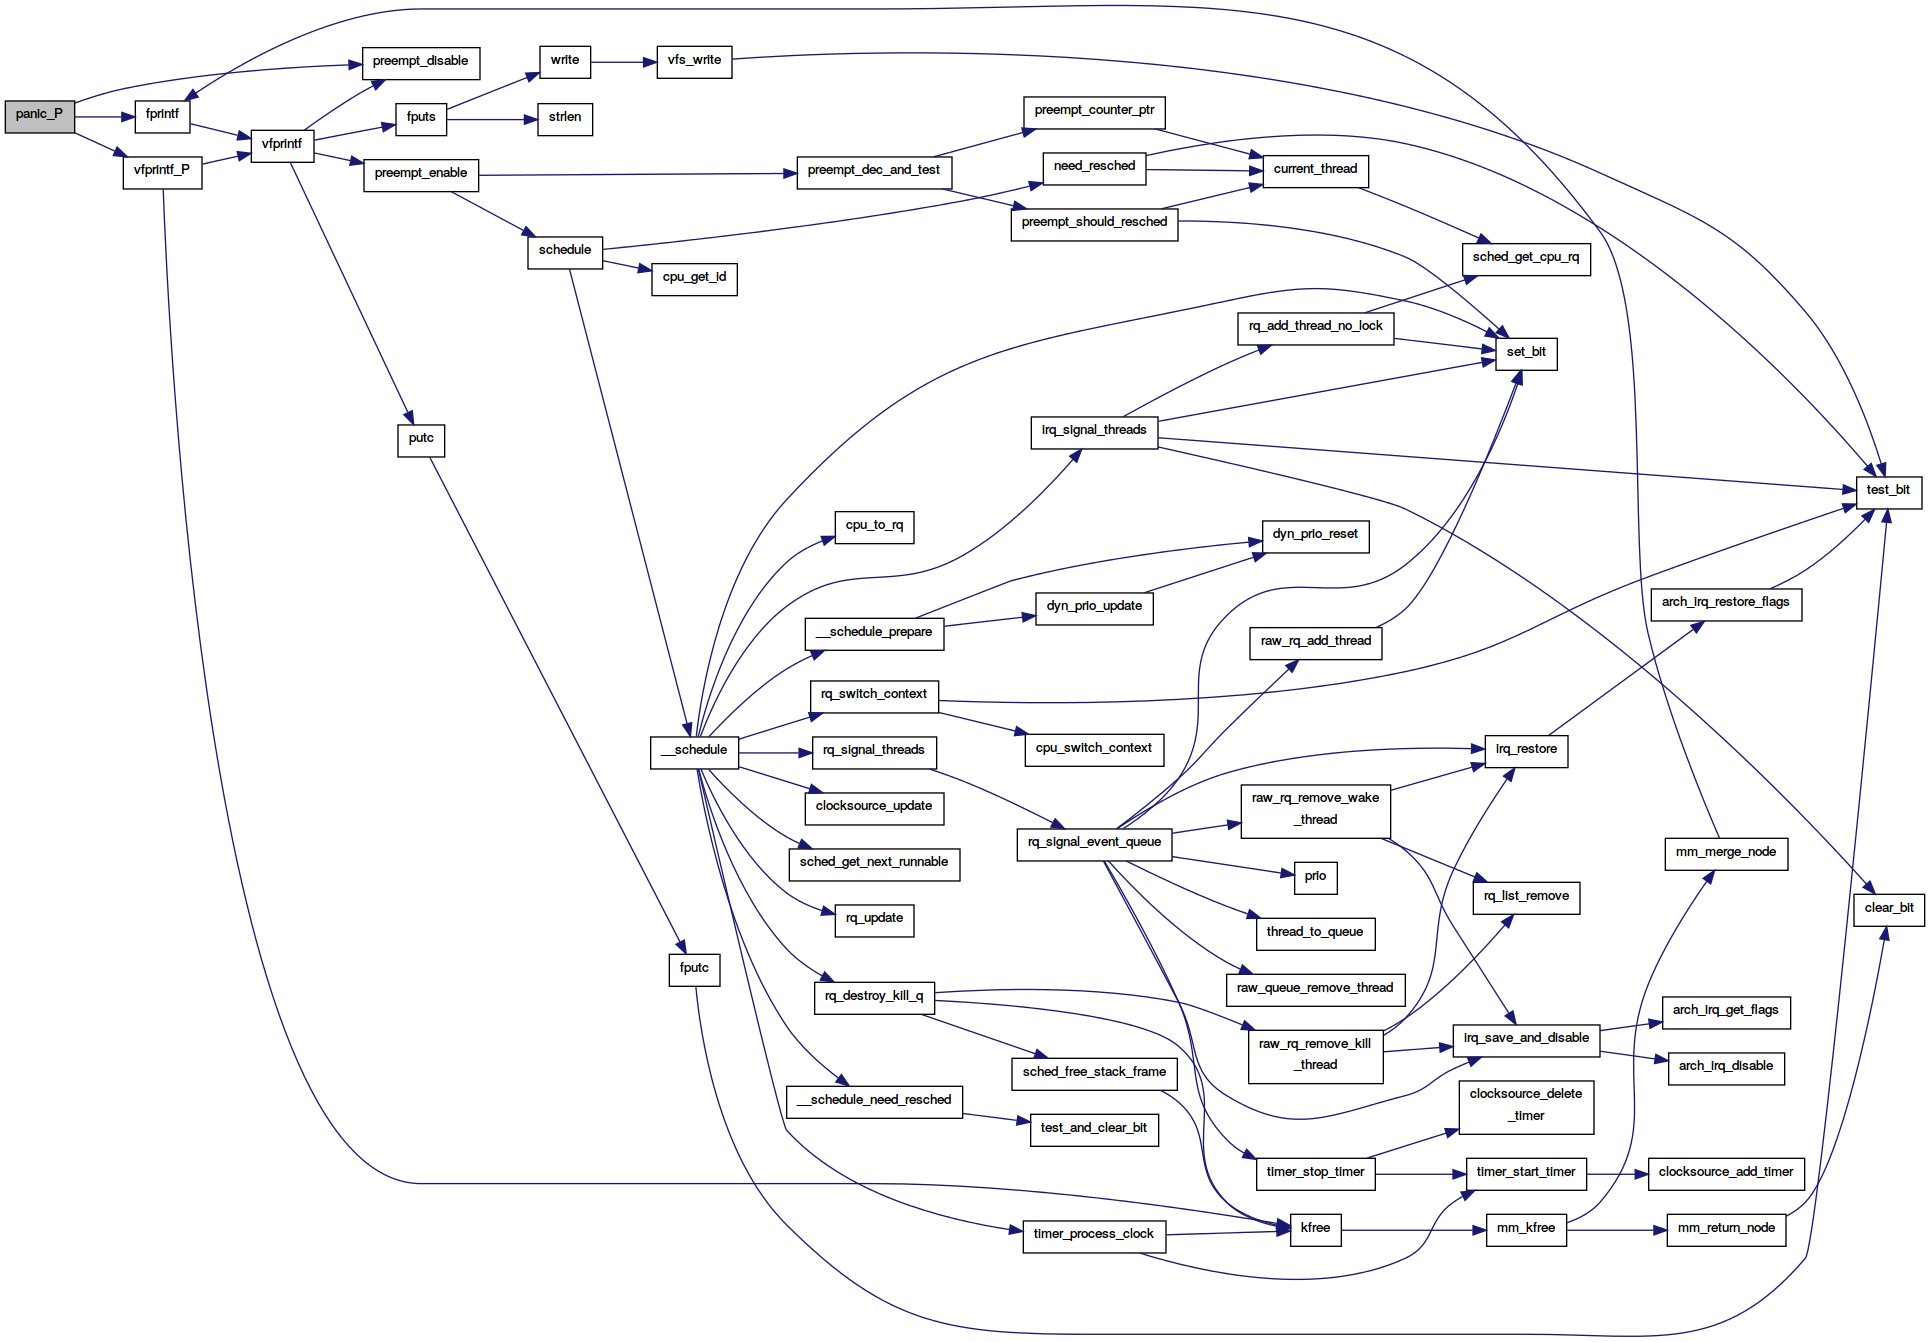 panic_P
fprintf
vfprintf_P
vfprintf
preempt_disable
fputs
preempt_enable
putc
write
strlen
schedule
vfs_write
cpu_get_id
__schedule
fputc
preempt_dec_and_test
cpu_to_rq
__schedule_prepare
rq_switch_context
rq_signal_threads
clocksource_update
sched_get_next_runnable
rq_update
rq_destroy_kill_q
__schedule_need_resched
preempt_counter_ptr
need_resched
preempt_should_resched
irq_signal_threads
dyn_prio_update
cpu_switch_context
rq_signal_event_queue
sched_free_stack_frame
test_and_clear_bit
timer_process_clock
current_thread
rq_add_thread_no_lock
dyn_prio_reset
raw_rq_add_thread
raw_rq_remove_wake
_thread
prio
thread_to_queue
raw_queue_remove_thread
raw_rq_remove_kill
_thread
timer_stop_timer
kfree
sched_get_cpu_rq
set_bit
irq_restore
rq_list_remove
irq_save_and_disable
clocksource_delete
_timer
timer_start_timer
mm_kfree
arch_irq_restore_flags
mm_merge_node
arch_irq_get_flags
arch_irq_disable
clocksource_add_timer
mm_return_node
test_bit
clear_bit